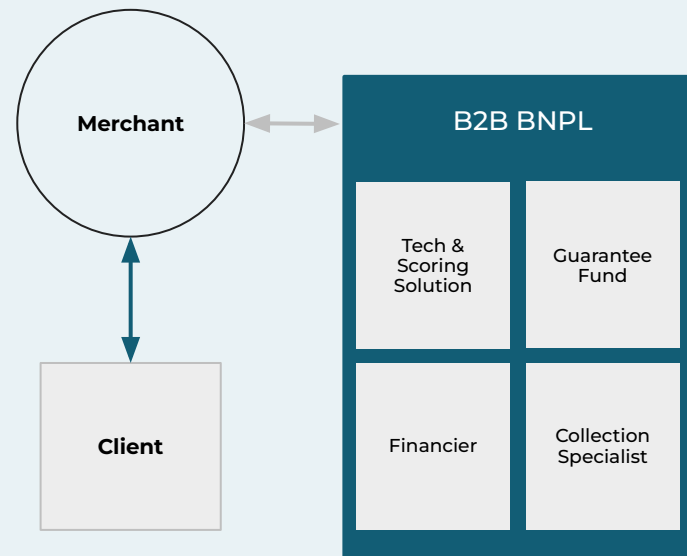 Merchant
B2B BNPL
Tech &
Scoring
Solution
Guarantee
Fund
Client
Financier
Collection
Specialist